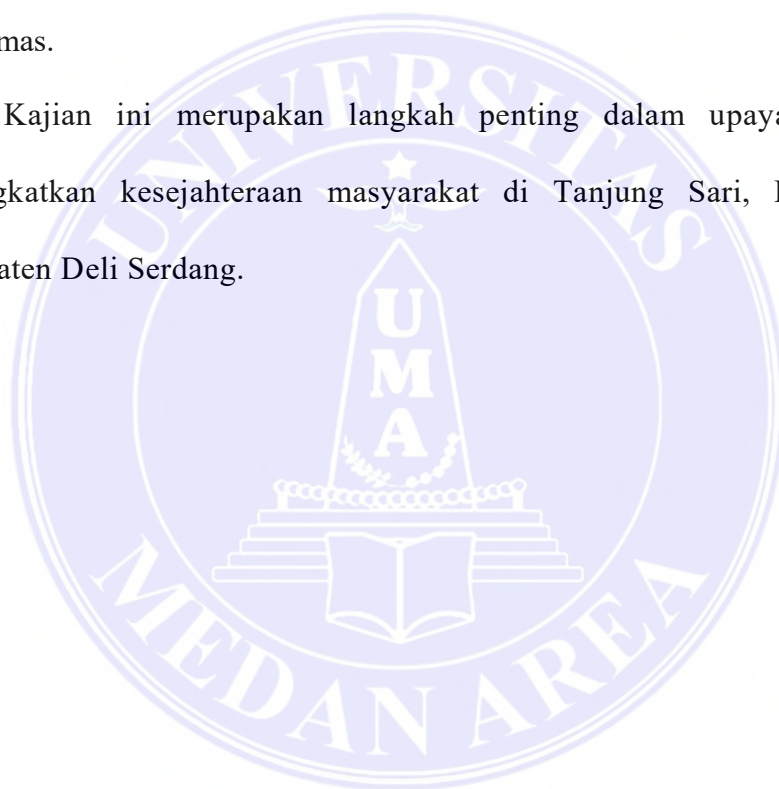 mas.
Kajian ini merupakan langkah penting dalam upaya
gkatkan kesejahteraan masyarakat di Tanjung Sari,
aten Deli Serdang.
UNIVERSITAS
U
M
A
MEDAN AREA